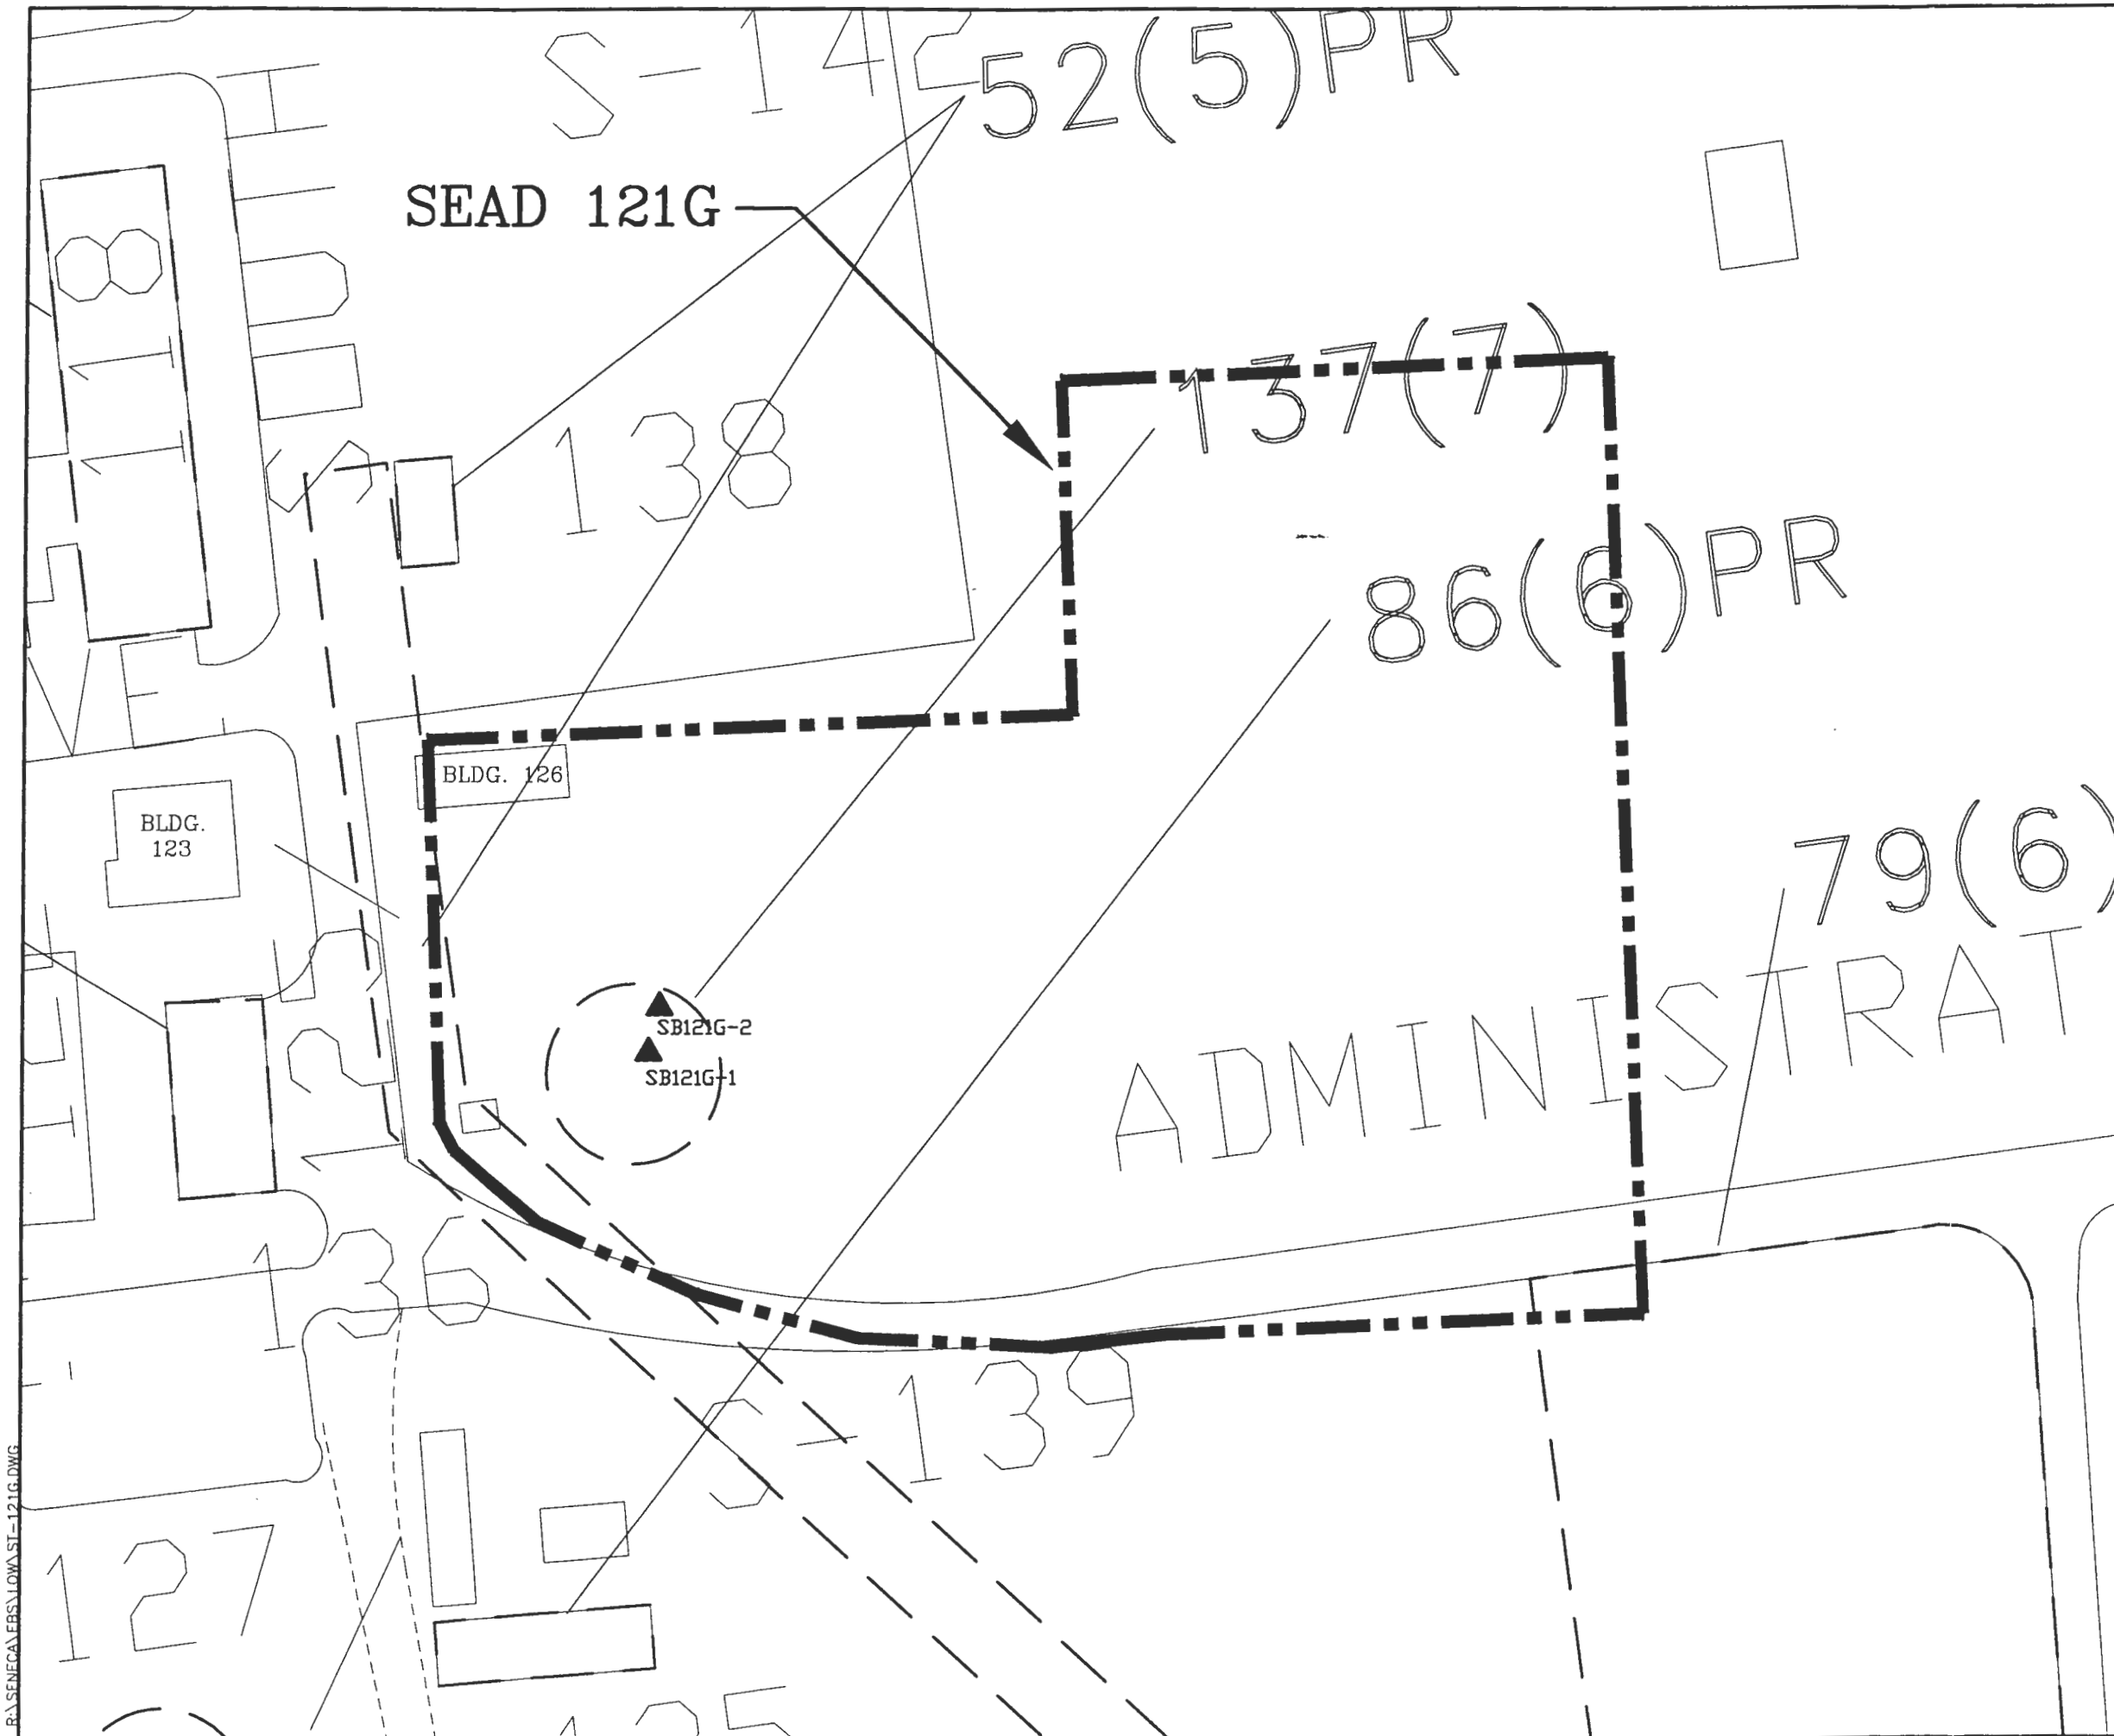 S-14
52(5)PR
SEAD 121G
137(7)
138
86(6)PR
BLDG. 126
BLDG.
123
79(6)
SB121G-2
SB121G-1
ADMINISTRAT
136
S-139
127
R:\SENECA\EBS\LOW\ST-121G.DWG